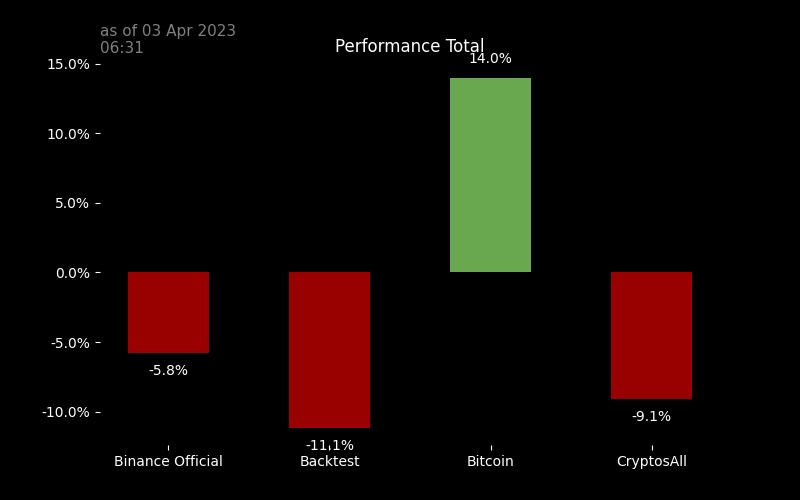 as of 03 Apr 2023
06:31
Performance Total
15.0%
10.0%
5.0%
0.0%
-5.0%
-10.0%
14.0%
-5.8%
-11.1%
-9.1%
Binance Official
Backtest
Bitcoin
CryptosAll